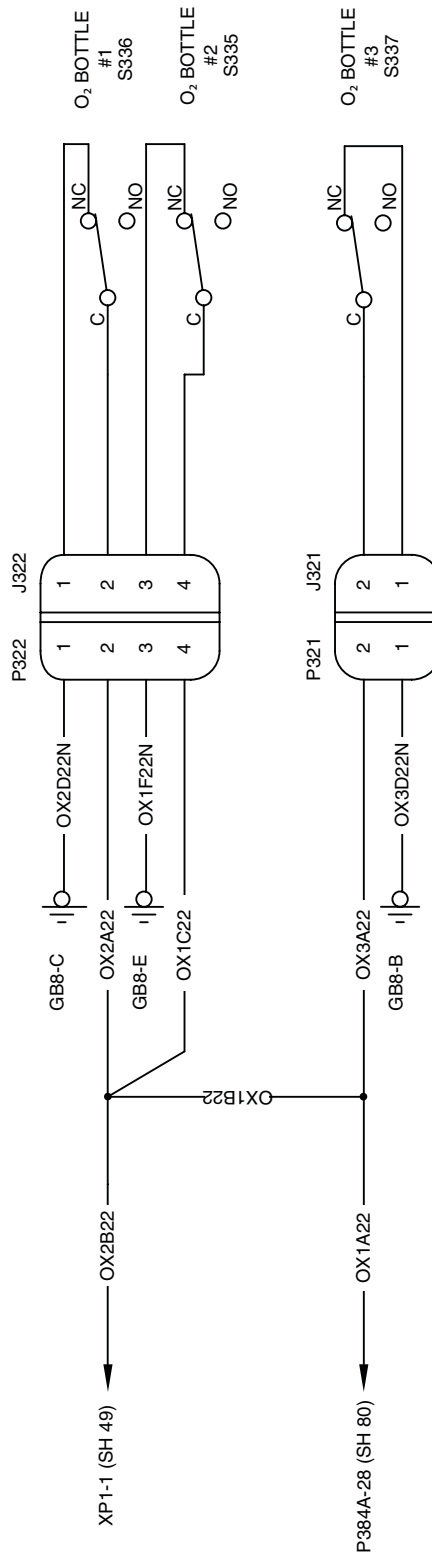 O₂ BOTTLE
#1
S336
O₂ BOTTLE
#2
S335
O₂ BOTTLE
#3
S337
NC
NO
C
NC
NO
C
NC
NO
C
P322
J322
1
1
2
2
3
3
4
4
P321
J321
2
2
1
1
OX2D22N
GB8-C
OX2A22
OX1F22N
GB8-E
OX1C22
OX3A22
OX3D22N
GB8-B
OX1B22
OX2B22
OX1A22
XP1-1 (SH 49)
P384A-28 (SH 80)